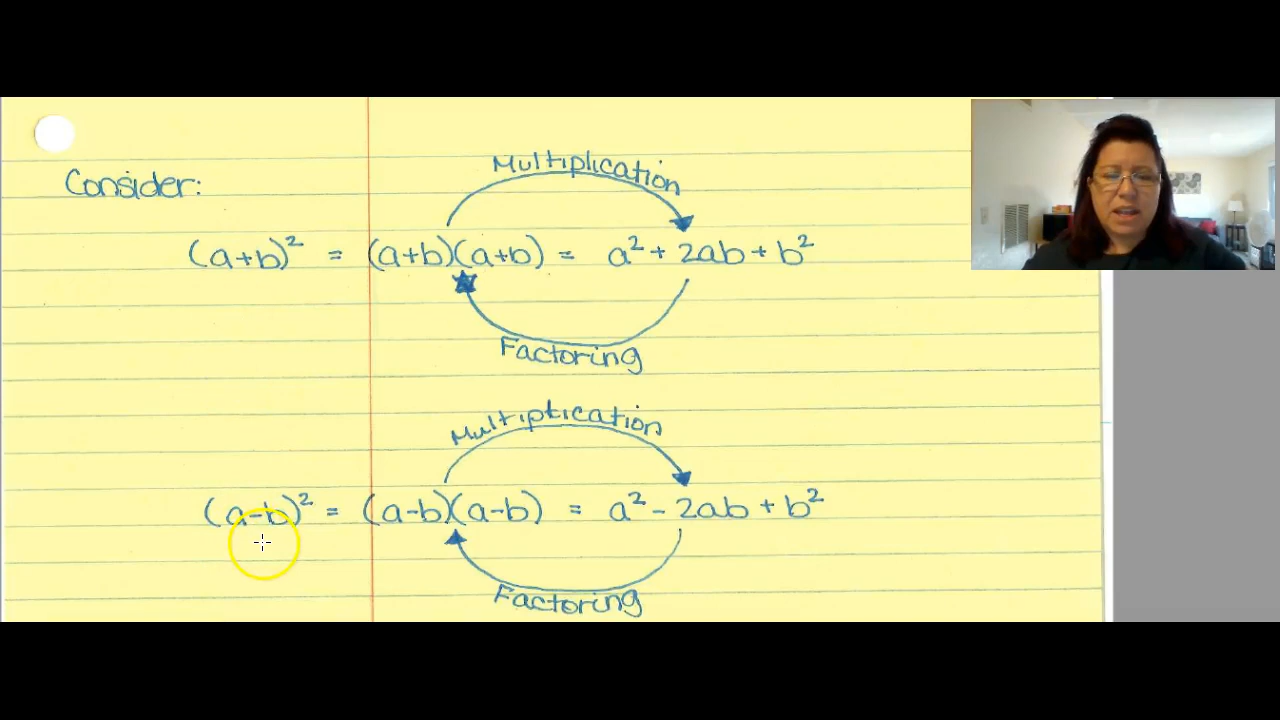 Consider:
Multiplication
(a+b)² = (a+b)(a+b) = a² + 2ab + b²
Factoring
Multiplication
(a-b)² = (a-b)(a-b) = a² - 2ab + b²
Factoring